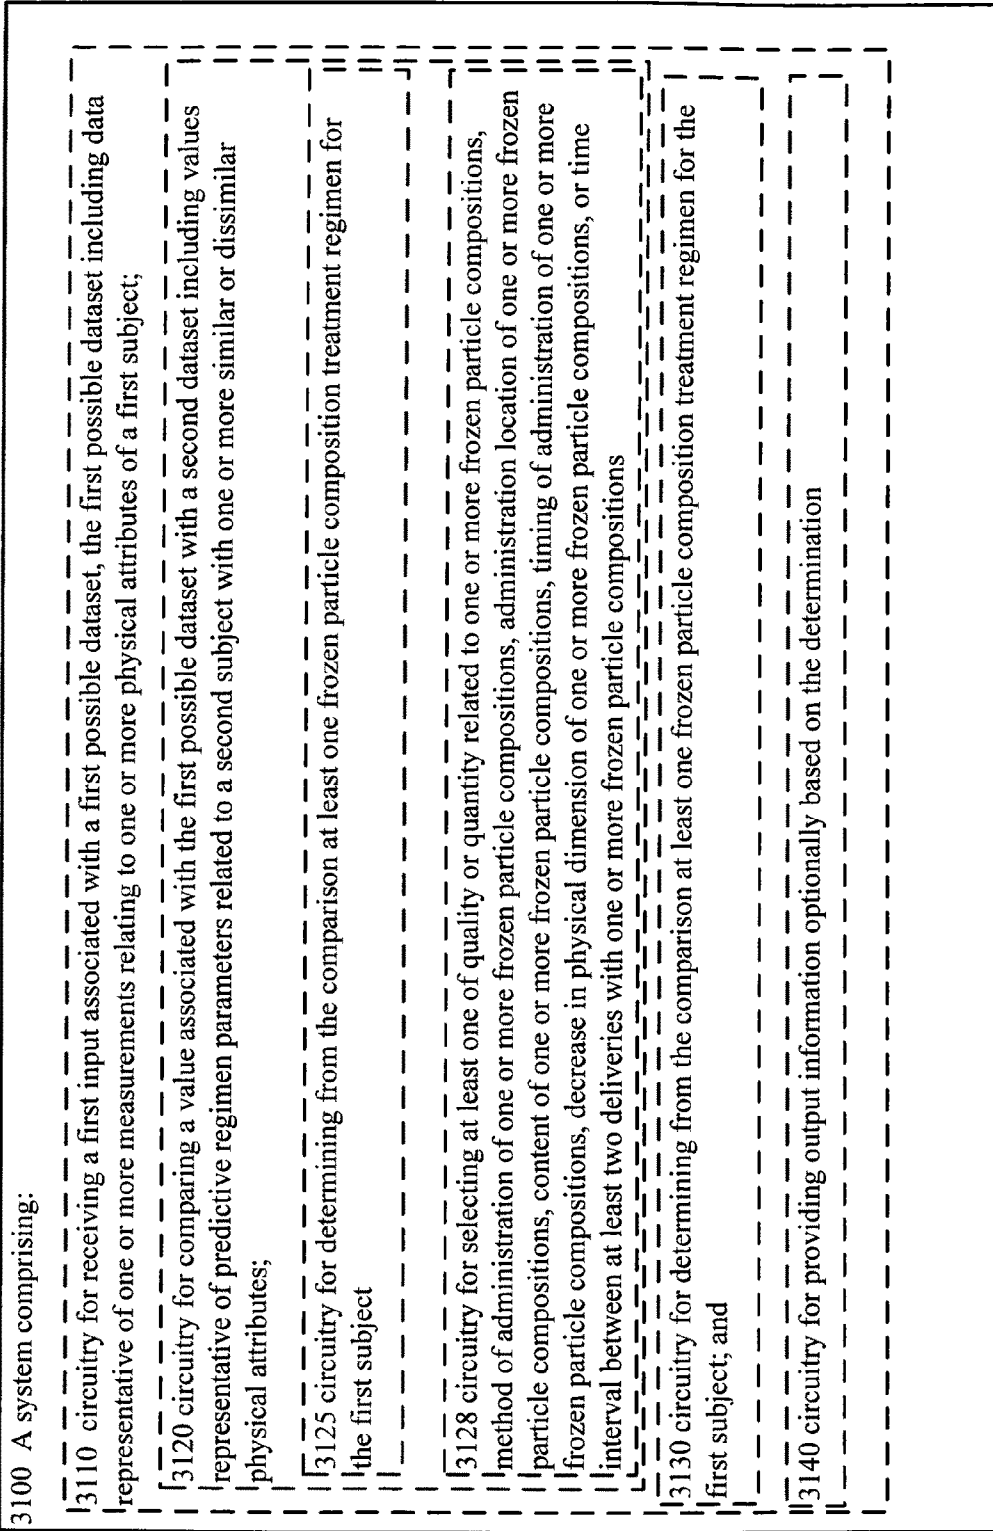 3100 A system comprising:
3110 circuitry for receiving a first input associated with a first possible dataset, the first possible dataset including data
representative of one or more measurements relating to one or more physical attributes of a first subject;
3120 circuitry for comparing a value associated with the first possible dataset with a second dataset including values
representative of predictive regimen parameters related to a second subject with one or more similar or dissimilar
physical attributes;
3125 circuitry for determining from the comparison at least one frozen particle composition treatment regimen for
the first subject
3128 circuitry for selecting at least one of quality or quantity related to one or more frozen particle compositions,
method of administration of one or more frozen particle compositions, administration location of one or more frozen
particle compositions, content of one or more frozen particle compositions, timing of administration of one or more
frozen particle compositions, decrease in physical dimension of one or more frozen particle compositions, or time
interval between at least two deliveries with one or more frozen particle compositions
3130 circuitry for determining from the comparison at least one frozen particle composition treatment regimen for the
first subject; and
3140 circuitry for providing output information optionally based on the determination